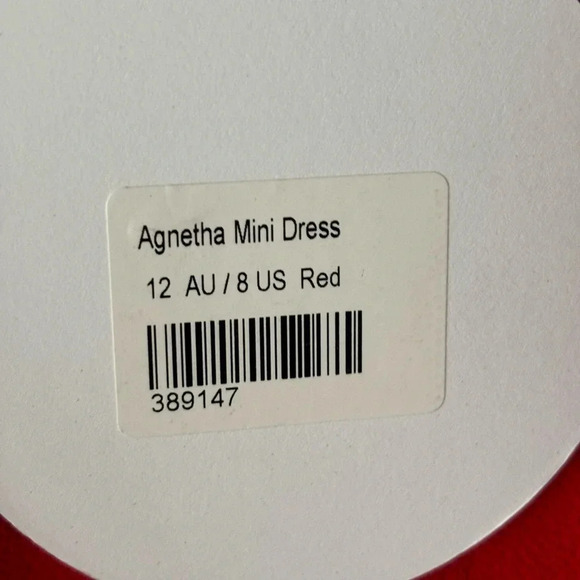 Agnetha Mini Dress
12 AU / 8 US Red
389147